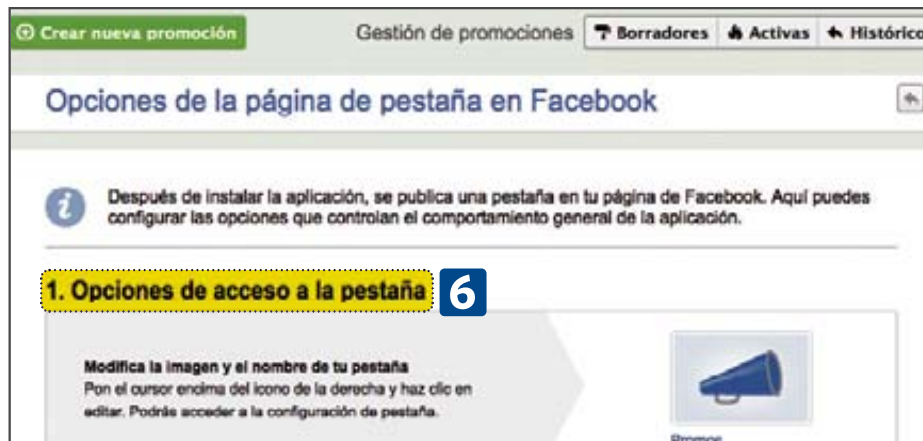 Crear nueva promoción
Gestión de promociones
Borradores
Activas
Histórico
Opciones de la página de pestaña en Facebook
Después de instalar la aplicación, se publica una pestaña en tu página de Facebook. Aquí puedes
configurar las opciones que controlan el comportamiento general de la aplicación.
1. Opciones de acceso a la pestaña
6
Modifica la imagen y el nombre de tu pestaña
Pon el cursor encima del icono de la derecha y haz clic en
editar. Podrás acceder a la configuración de pestaña.
Promos